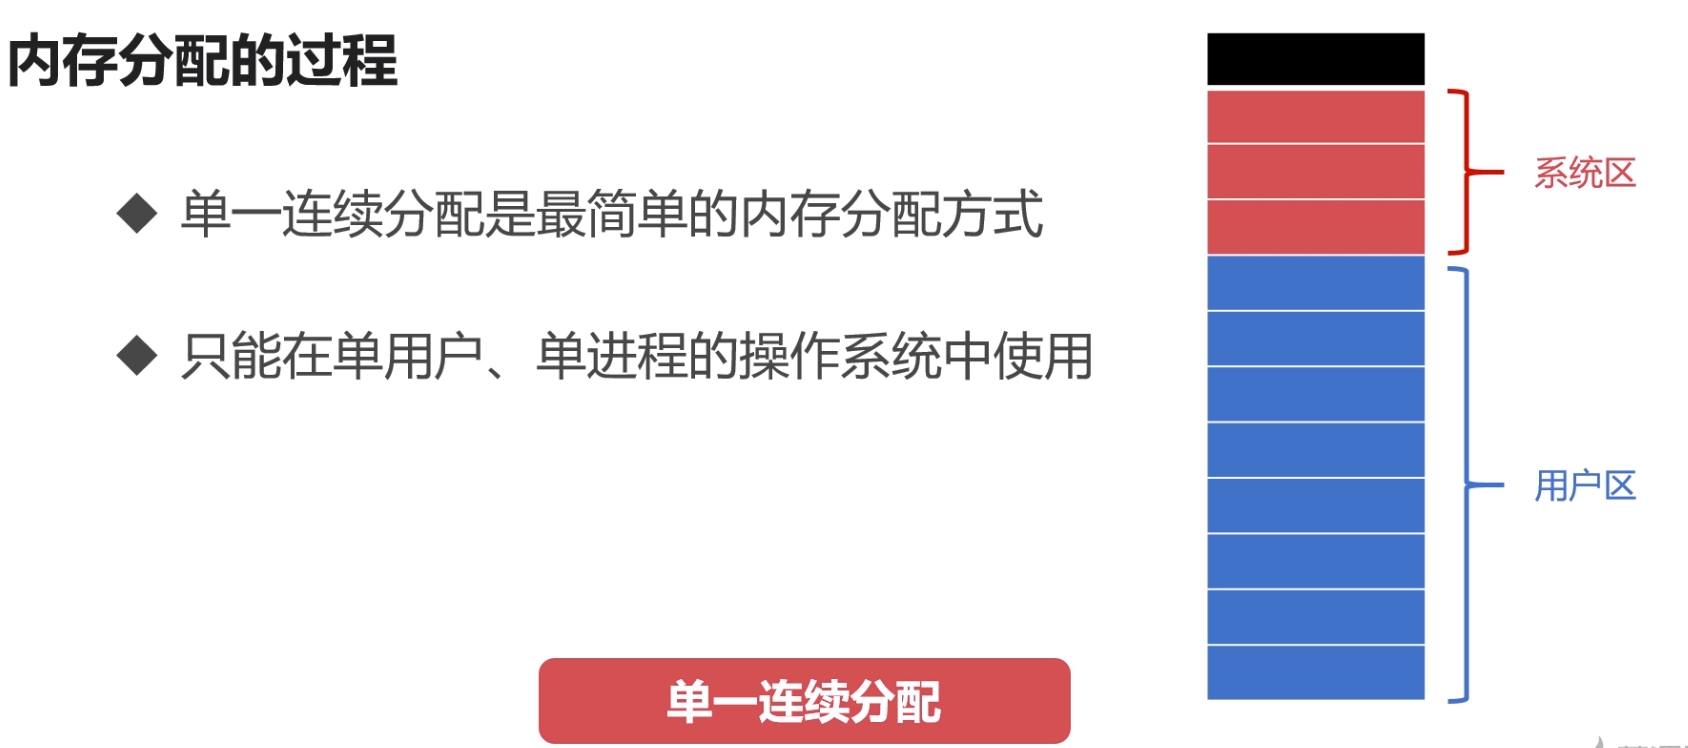 内存分配的过程
单一连续分配是最简单的内存分配方式
只能在单用户、单进程的操作系统中使用
系统区
用户区
单一连续分配